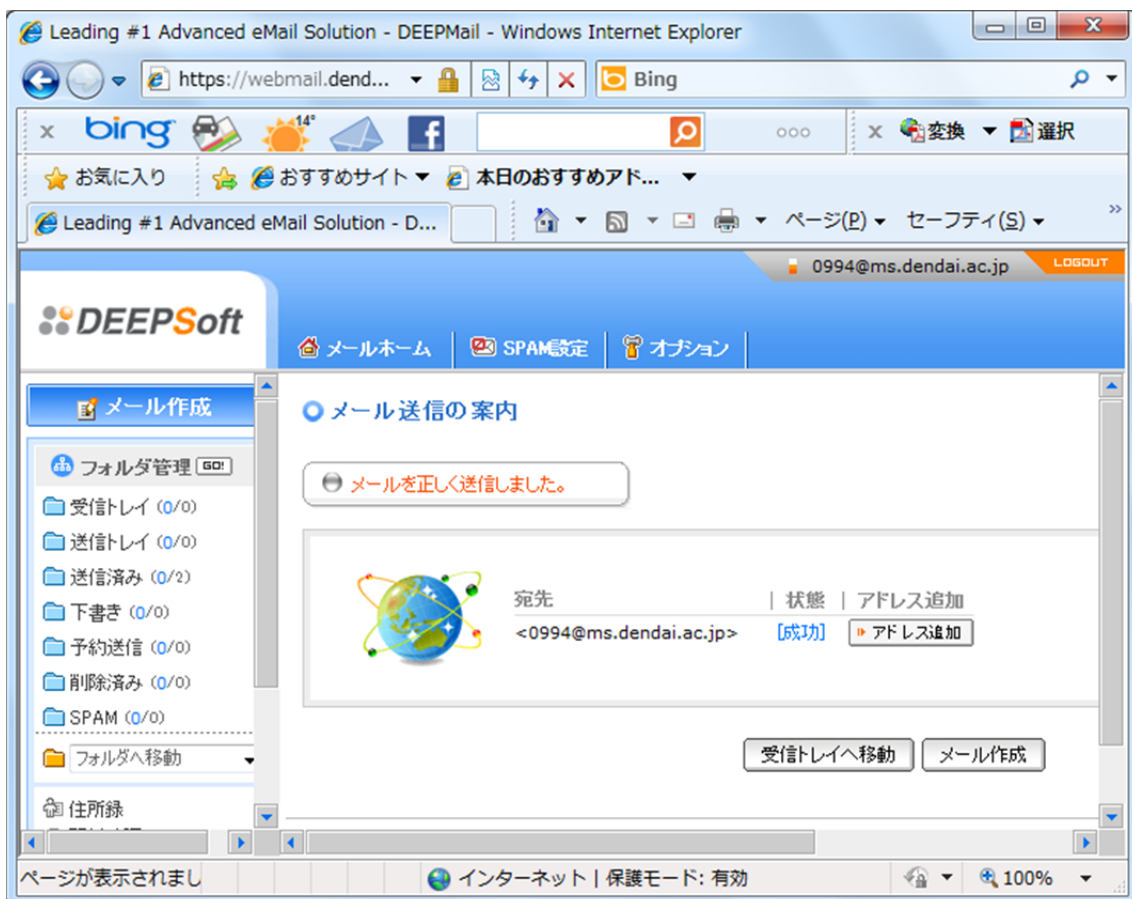 Leading #1 Advanced eMail Solution - DEEPMail - Windows Internet Explorer
https://webmail.dend...
Bing
x bing 14° x 変換 選択
お気に入り おすすめサイト 本日のおすすめアド...
Leading #1 Advanced eMail Solution - D... ページ(P) セーフティ(S) »
0994@ms.dendai.ac.jp LOGOUT
DEEPSoft
メールホーム SPAM設定 オプション
メール作成
フォルダ管理 GO!
受信トレイ (0/0)
送信トレイ (0/0)
送信済み (0/2)
下書き (0/0)
予約送信 (0/0)
削除済み (0/0)
SPAM (0/0)
フォルダへ移動
住所録
メール送信の案内
メールを正しく送信しました。
宛先 | 状態 | アドレス追加
<0994@ms.dendai.ac.jp> [成功] アドレス追加
受信トレイへ移動 メール作成
ページが表示されまし インターネット | 保護モード: 有効 100%